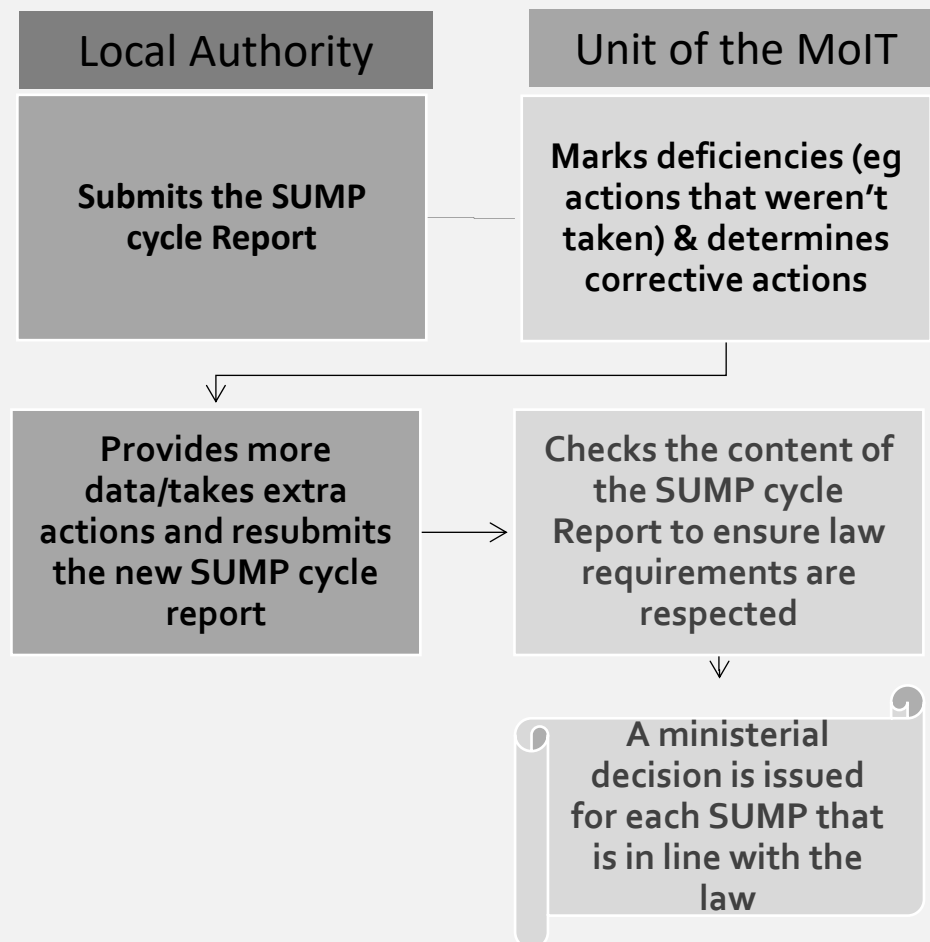 Local Authority
Unit of the MoIT
Submits the SUMP
cycle Report
Marks deficiencies (eg
actions that weren't
taken) & determines
corrective actions
Provides more
data/takes extra
actions and resubmits
the new SUMP cycle
report
Checks the content of
the SUMP cycle
Report to ensure law
requirements are
respected
A ministerial
decision is issued
for each SUMP that
is in line with the
law